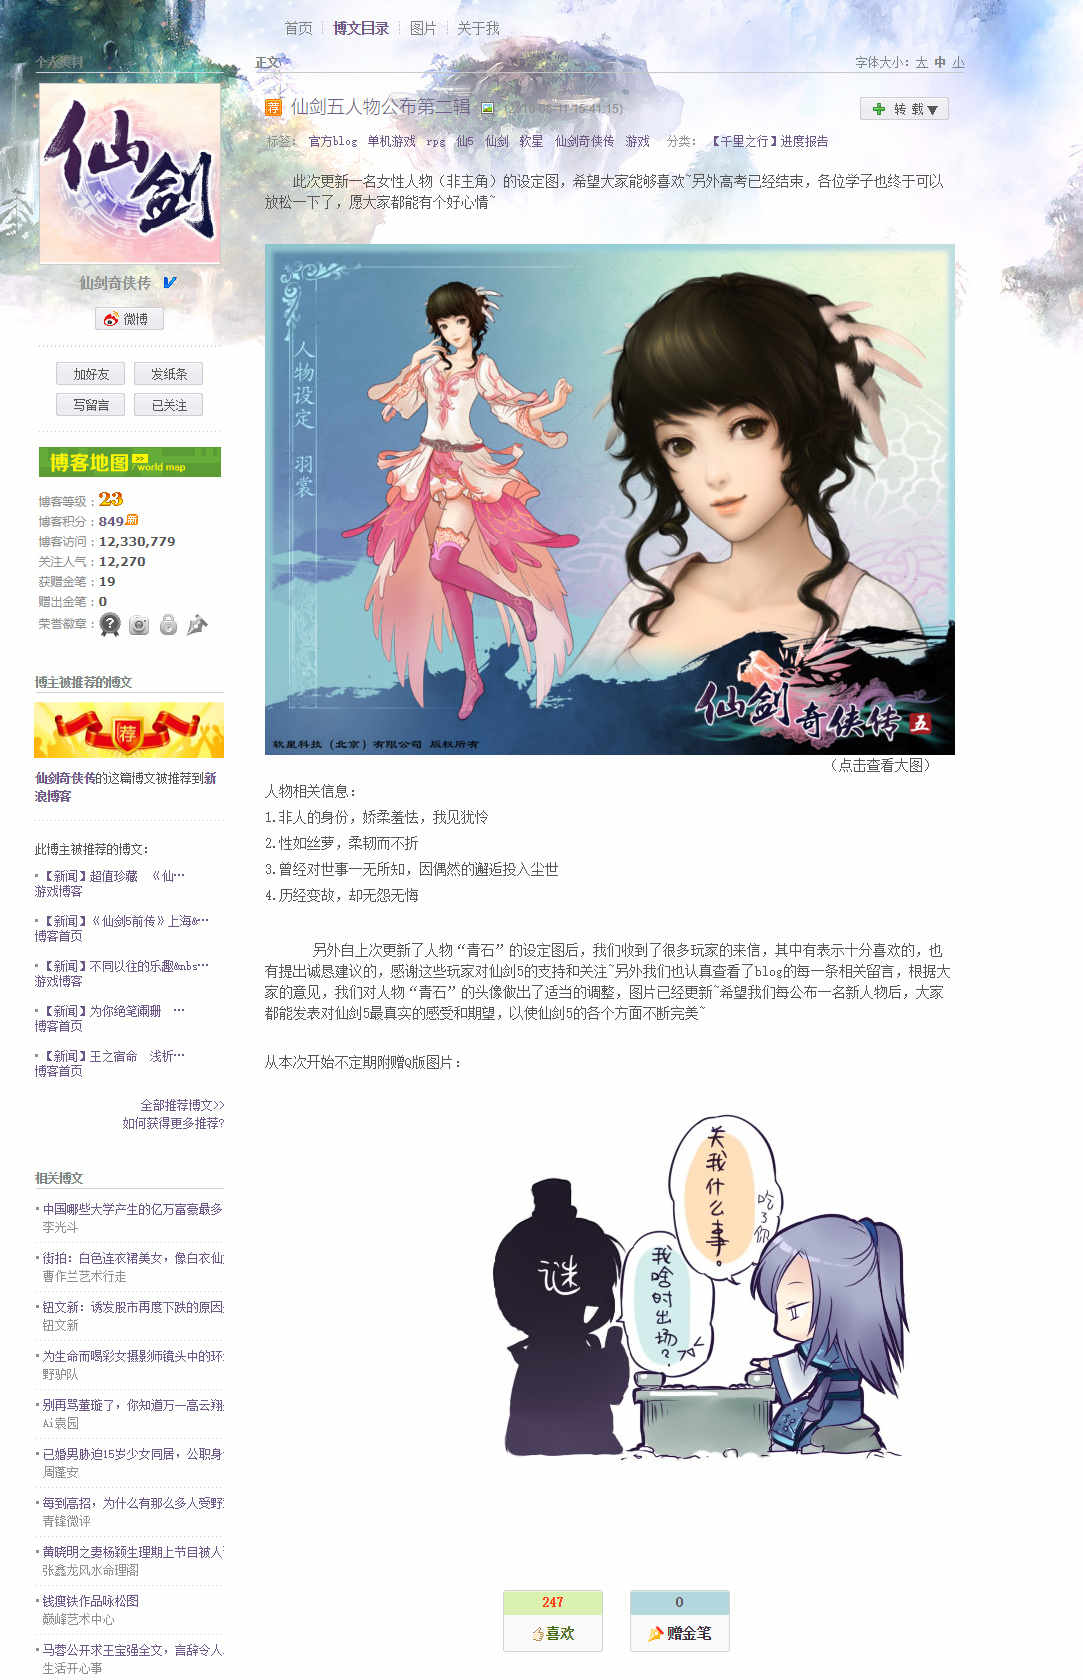 首页 博文目录 图片 关于我
个人资料
仙剑
仙剑奇侠传
微博
加好友 发纸条
写留言 已关注
博客地图 >> /world map
博客等级：23
博客积分：849
博客访问：12,330,779
关注人气：12,270
获赠金笔：19
赠出金笔：0
荣誉徽章：
博主被推荐的博文
荐
仙剑奇侠传的这篇博文被推荐到新
浪博客
此博主被推荐的博文：
【新闻】超值珍藏 《仙…
游戏博客
【新闻】《仙剑5前传》上海&…
博客首页
【新闻】不同以往的乐趣&nbs…
游戏博客
【新闻】为你绝笔阑珊 …
博客首页
【新闻】王之宿命 浅析…
博客首页
全部推荐博文>>
如何获得更多推荐?
相关博文
中国哪些大学产生的亿万富豪最多
李光斗
街拍：白色连衣裙美女，像白衣仙
曹作兰艺术行走
钮文新：诱发股市再度下跌的原因
钮文新
为生命而喝彩女摄影师镜头中的环
野驴队
别再骂董璇了，你知道万一高云翔
Ai袁园
已婚男胁迫15岁少女同居，公职身
周蓬安
每到高招，为什么有那么多人受野
青锋微评
黄晓明之妻杨颖生理期上节目被人
张鑫龙风水命理阁
钱瘦铁作品咏松图
巅峰艺术中心
马蓉公开求王宝强全文，言辞令人
生活开心事
正文
字体大小：大 中 小
荐 仙剑五人物公布第二辑 (2010-06-11 15:41:15)
转载▼
标签： 官方blog 单机游戏 rpg 仙5 仙剑 软星 仙剑奇侠传 游戏 分类： 【千里之行】进度报告
此次更新一名女性人物（非主角）的设定图，希望大家能够喜欢~另外高考已经结束，各位学子也终于可以
放松一下了，愿大家都能有个好心情~
人物设定 羽裳
仙剑奇侠传 五
软星科技（北京）有限公司 版权所有
（点击查看大图）
人物相关信息：
1.非人的身份，娇柔羞怯，我见犹怜
2.性如丝萝，柔韧而不折
3.曾经对世事一无所知，因偶然的邂逅投入尘世
4.历经变故，却无怨无悔
另外自上次更新了人物“青石”的设定图后，我们收到了很多玩家的来信，其中有表示十分喜欢的，也
有提出诚恳建议的，感谢这些玩家对仙剑5的支持和关注~另外我们也认真查看了blog的每一条相关留言，根据大
家的意见，我们对人物“青石”的头像做出了适当的调整，图片已经更新~希望我们每公布一名新人物后，大家
都能发表对仙剑5最真实的感受和期望，以使仙剑5的各个方面不断完美~
从本次开始不定期附赠Q版图片：
关我什么事。
吃了你
谜
我啥时出场？
247
喜欢
0
赠金笔